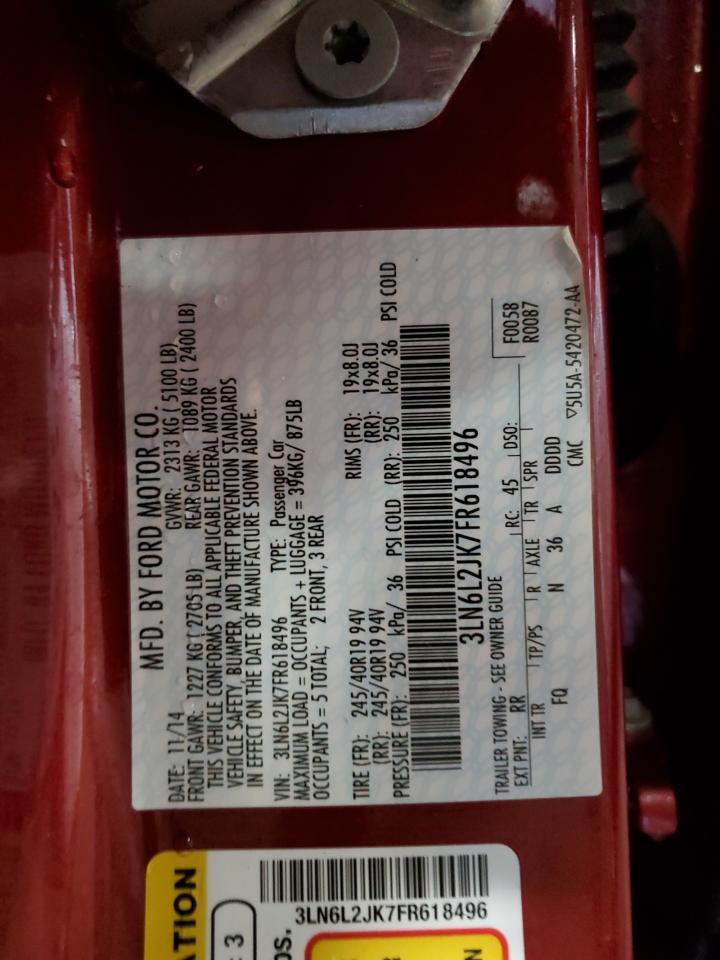 MFD. BY FORD MOTOR CO.
DATE: 11/14 GVWR: 2313 KG ( 5100 LB)
FRONT GAWR: 1227 KG ( 2705 LB) REAR GAWR: 1089 KG ( 2400 LB)
THIS VEHICLE CONFORMS TO ALL APPLICABLE FEDERAL MOTOR
VEHICLE SAFETY, BUMPER, AND THEFT PREVENTION STANDARDS
IN EFFECT ON THE DATE OF MANUFACTURE SHOWN ABOVE.
VIN: 3LN6L2JK7FR618496 TYPE: Passenger Car
MAXIMUM LOAD = OCCUPANTS + LUGGAGE = 396KG/ 875LB
OCCUPANTS = 5 TOTAL; 2 FRONT, 3 REAR
TIRE (FR): 245/40R19 94V RIMS (FR): 19x8.0J
(RR): 245/40R19 94V (RR): 19x8.0J
PRESSURE (FR): 250 kPa/ 36 PSI COLD (RR): 250 kPa/ 36 PSI COLD
3LN6L2JK7FR618496
TRAILER TOWING - SEE OWNER GUIDE
F0058
EXT PNT: RR RC: 45 DSO: R0087
INT TR TP/PS R AXLE TR SPR
FQ N 36 A DDDD
CMC ▽5U5A-5420472-AA
ATION
3
3LN6L2JK7FR618496
OS.
N